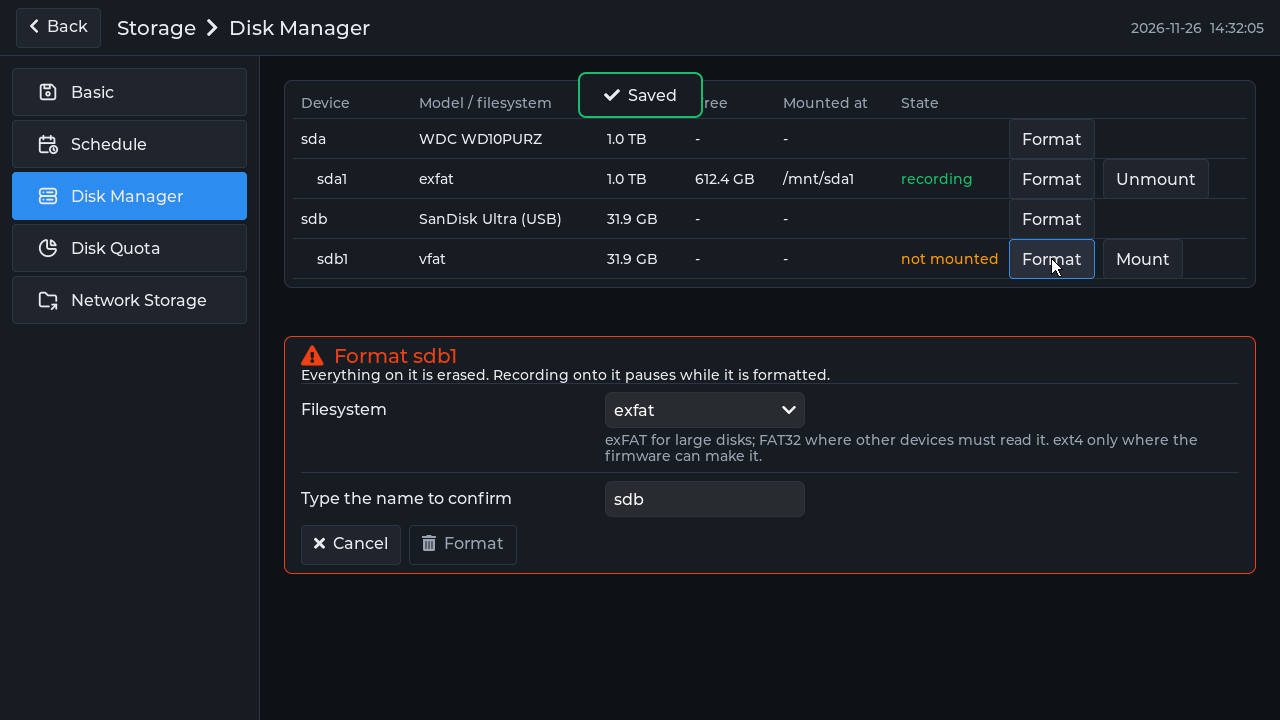 Back Storage Disk Manager 2026-11-26 14:32:05
Basic
Schedule
Disk Manager
Disk Quota
Network Storage
Saved
Device Model / filesystem ree Mounted at State
sda WDC WD10PURZ 1.0 TB - - Format
sda1 exfat 1.0 TB 612.4 GB /mnt/sda1 recording Format Unmount
sdb SanDisk Ultra (USB) 31.9 GB - - Format
sdb1 vfat 31.9 GB - - not mounted Format Mount
Format sdb1
Everything on it is erased. Recording onto it pauses while it is formatted.
Filesystem exfat
exFAT for large disks; FAT32 where other devices must read it. ext4 only where the
firmware can make it.
Type the name to confirm sdb
Cancel Format